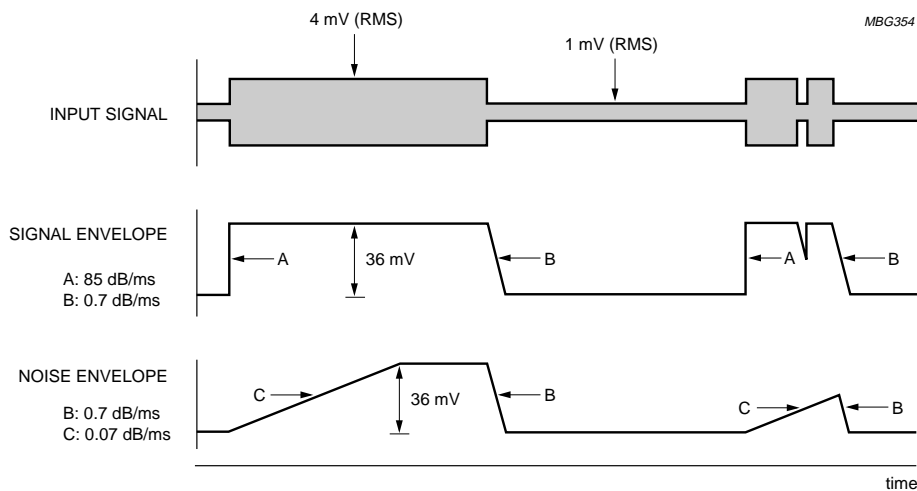 4 mV (RMS)
MBG354
1 mV (RMS)
INPUT SIGNAL
SIGNAL ENVELOPE
A
36 mV
B
A
B
A: 85 dB/ms
B: 0.7 dB/ms
NOISE ENVELOPE
C
36 mV
B
C
B
B: 0.7 dB/ms
C: 0.07 dB/ms
time